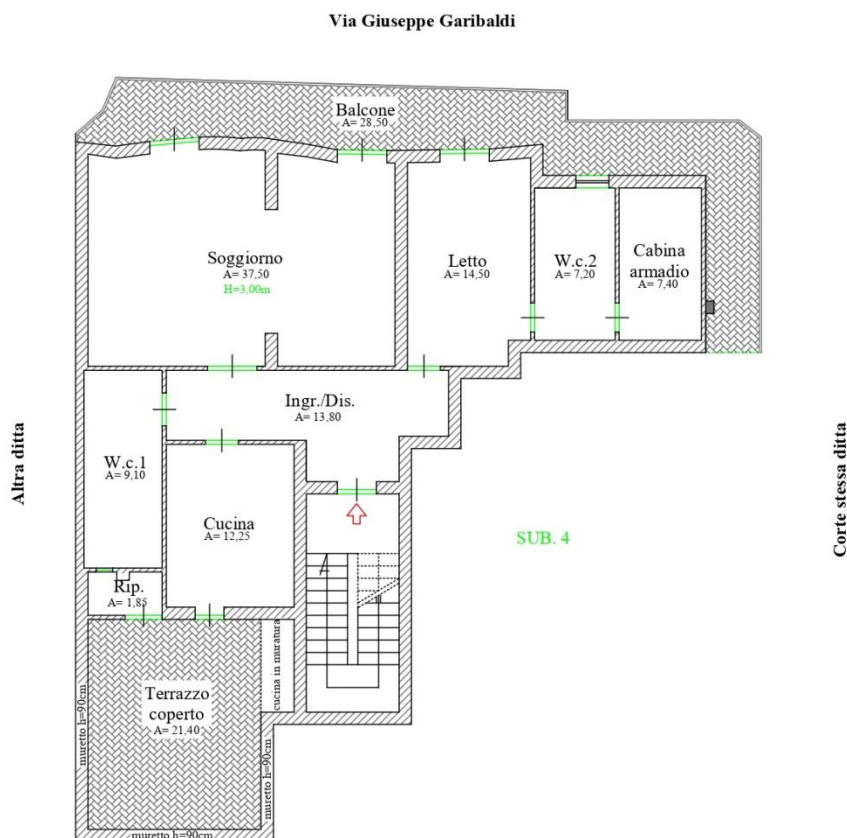 Via Giuseppe Garibaldi
Balcone
A= 28,50
Soggiorno
A= 37,50
H=3,00m
Letto
A= 14,50
W.c.2
A= 7,20
Cabina
armadio
A= 7,40
Ingr./Dis.
A= 13,80
W.c.1
A= 9,10
Cucina
A= 12,25
Altra ditta
Corte stessa ditta
SUB. 4
Rip.
A= 1,85
cucina in muratura
Terrazzo
coperto
A= 21,40
muretto h=90cm
muretto h=90cm
muretto h=90cm